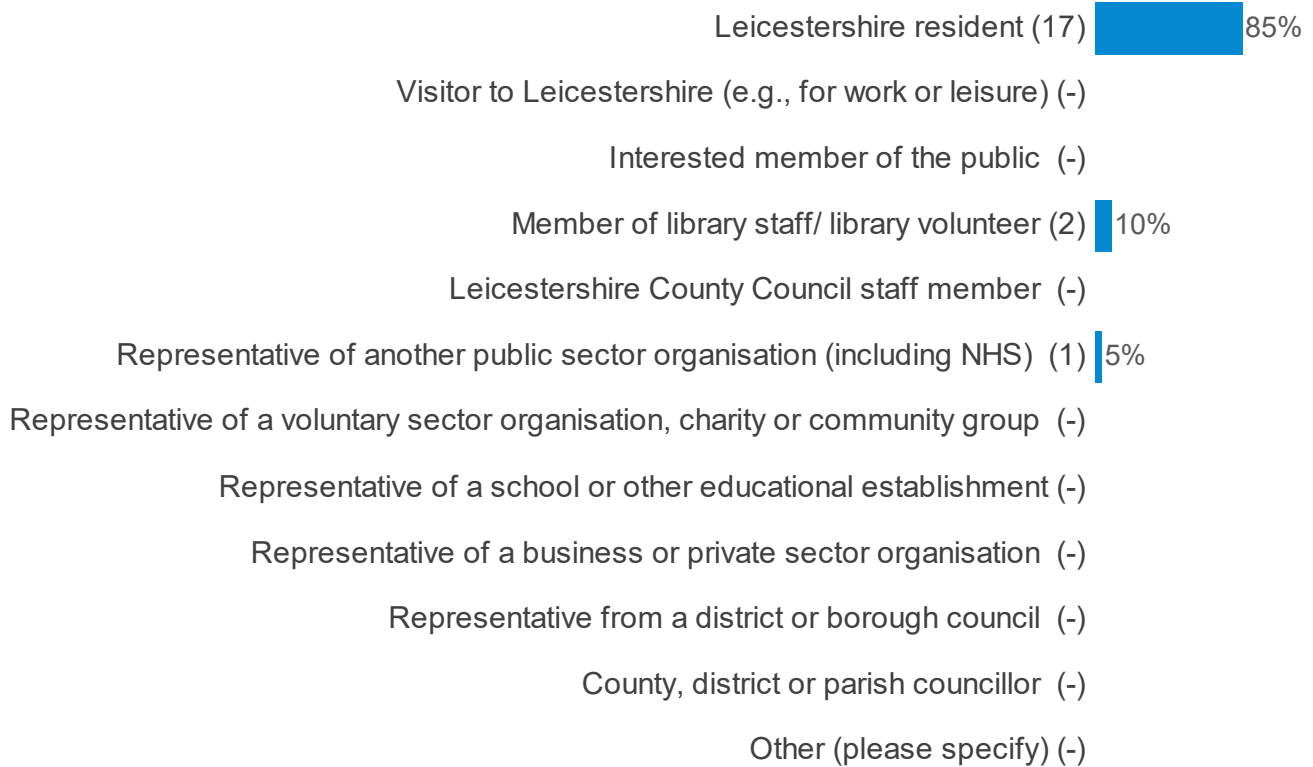 Leicestershire resident (17) 85%
Visitor to Leicestershire (e.g., for work or leisure) (-)
Interested member of the public (-)
Member of library staff/ library volunteer (2) 10%
Leicestershire County Council staff member (-)
Representative of another public sector organisation (including NHS) (1) 5%
Representative of a voluntary sector organisation, charity or community group (-)
Representative of a school or other educational establishment (-)
Representative of a business or private sector organisation (-)
Representative from a district or borough council (-)
County, district or parish councillor (-)
Other (please specify) (-)